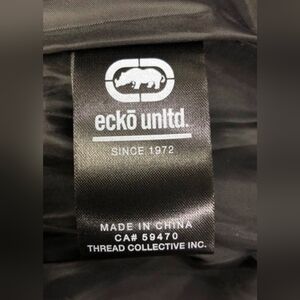 eckō unltd.
SINCE 1972
MADE IN CHINA
CA# 59470
THREAD COLLECTIVE INC.